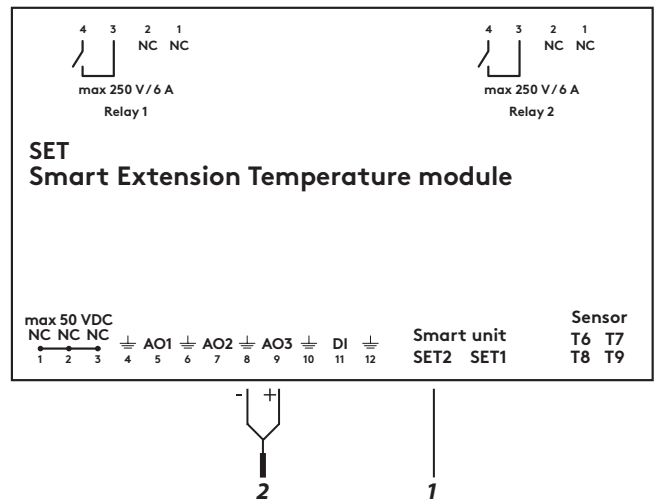 4 3 2 1 4 3 2 1
NC NC NC NC
max 250 V/6 A max 250 V/6 A
Relay 1 Relay 2
SET
Smart Extension Temperature module
max 50 VDC Sensor
NC NC NC AO1 AO2 AO3 DI Smart unit T6 T7
1 2 3 4 5 6 7 8 9 10 11 12 SET2 SET1 T8 T9
- +
2 1